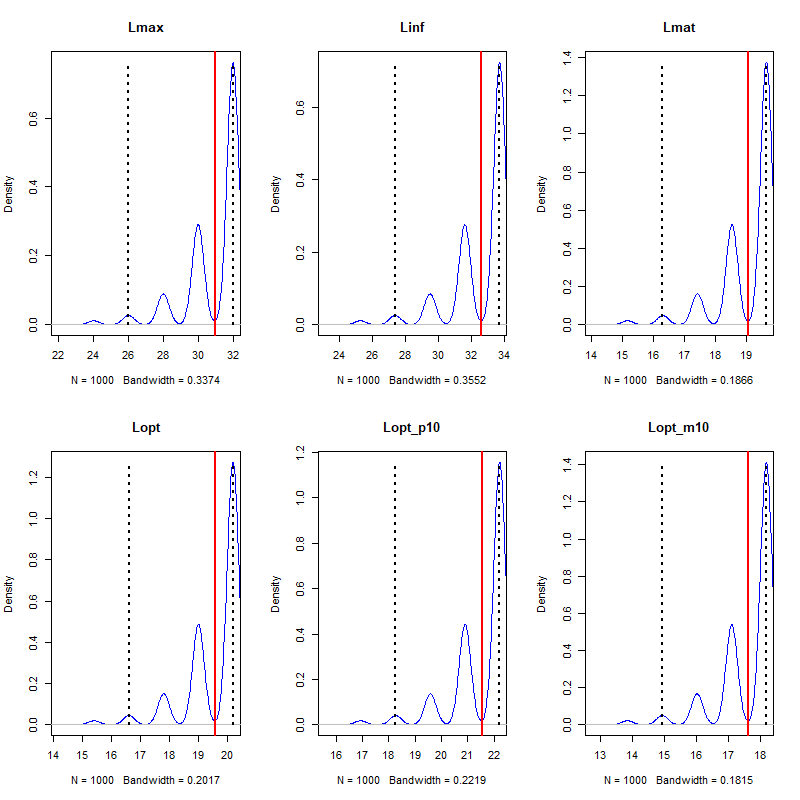 Lmax
Linf
Lmat
Density
0.0 0.2 0.4 0.6
22 24 26 28 30 32
N = 1000 Bandwidth = 0.3374
Density
0.0 0.2 0.4 0.6
24 26 28 30 32 34
N = 1000 Bandwidth = 0.3552
Density
0.0 0.2 0.4 0.6 0.8 1.0 1.2 1.4
14 15 16 17 18 19
N = 1000 Bandwidth = 0.1866
Lopt
Lopt_p10
Lopt_m10
Density
0.0 0.2 0.4 0.6 0.8 1.0 1.2
14 15 16 17 18 19 20
N = 1000 Bandwidth = 0.2017
Density
0.0 0.2 0.4 0.6 0.8 1.0 1.2
16 17 18 19 20 21 22
N = 1000 Bandwidth = 0.2219
Density
0.0 0.2 0.4 0.6 0.8 1.0 1.2 1.4
13 14 15 16 17 18
N = 1000 Bandwidth = 0.1815